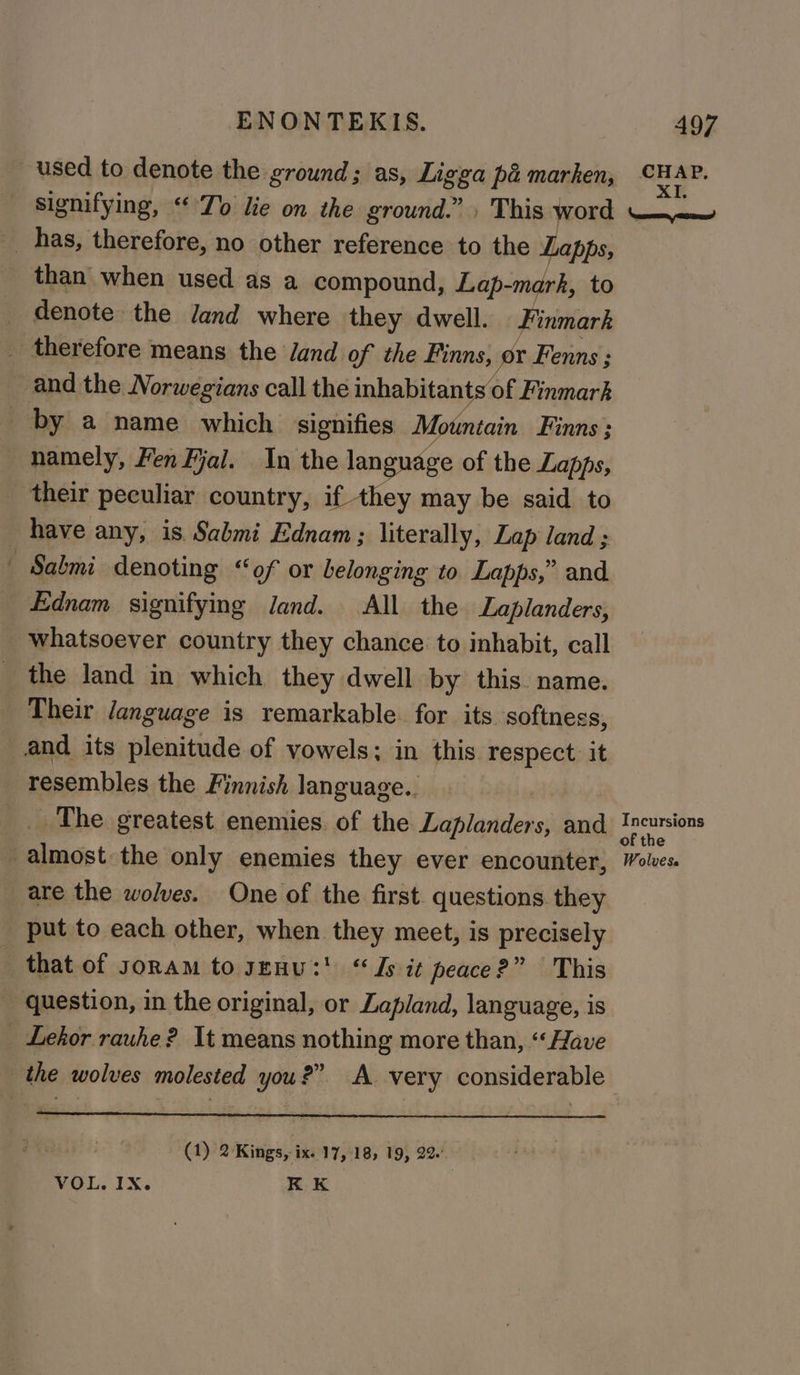 ENONTEKIS. 497
used to denote the ground; as, Ligga på marken,
CHAP.
XI.
signifying, “To lie on the ground.” This word
has, therefore, no other reference to the Lapps,
than when used as a compound, Lap-mark, to
denote the land where they dwell. Finmark
therefore means the land of the Finns, or Fenns;
and the Norwegians call the inhabitants of Finmark
by a name which signifies Mountain Finns;
namely, Fen Fjal. In the language of the Lapps,
their peculiar country, if they may be said to
have any, is Sabmi Ednam; literally, Lap land;
Sabmi denoting “of or belonging to Lapps,” and
Ednam signifying land. All the Laplanders,
whatsoever country they chance to inhabit, call
the land in which they dwell by this name.
Their language is remarkable for its softness,
and its plenitude of vowels; in this respect it
resembles the Finnish language.
The greatest enemies of the Laplanders, and
Incursions
of the
Wolves.
almost the only enemies they ever encounter,
are the wolves. One of the first questions they
put to each other, when they meet, is precisely
that of JORAM to JEHU:¹ “Is it peace?” This
question, in the original, or Lapland, language, is
Lekor rauhe? It means nothing more than, “Have
the wolves molested you?” A very considerable
(1) 2 Kings, ix. 17, 18, 19, 22.
VOL. IX. K K